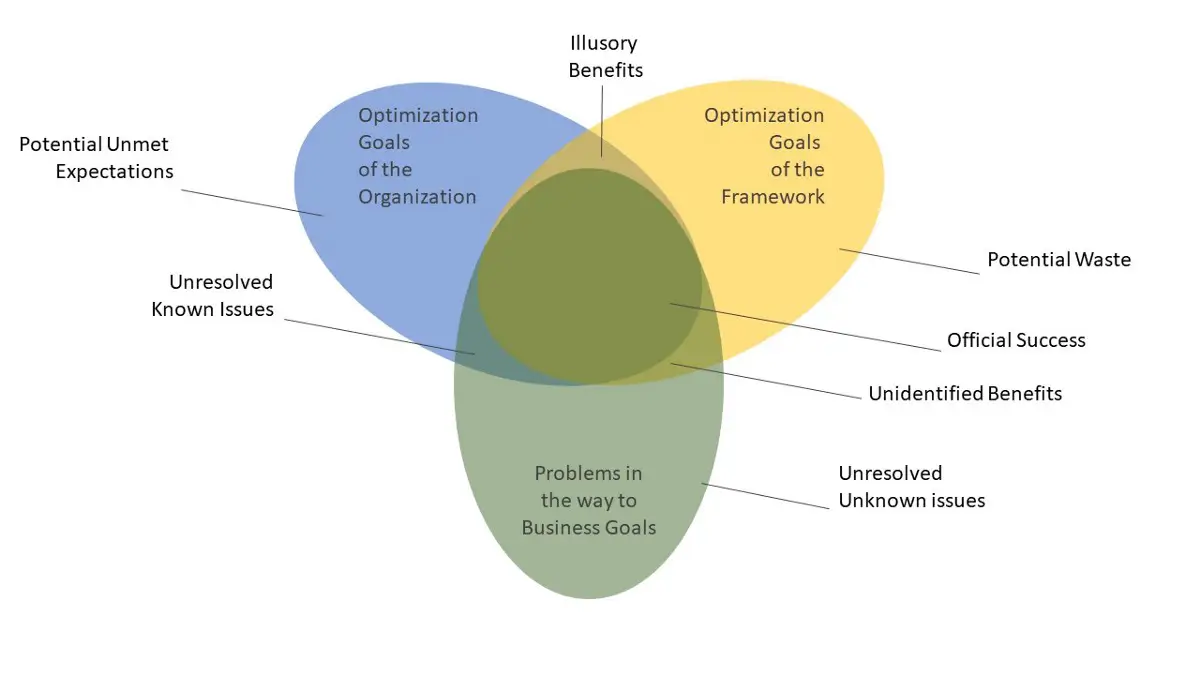 Illusory
Benefits
Optimization
Goals
of the
Organization
Optimization
Goals
of the
Framework
Potential Unmet
Expectations
Unresolved
Known Issues
Potential Waste
Official Success
Unidentified Benefits
Problems in
the way to
Business Goals
Unresolved
Unknown issues